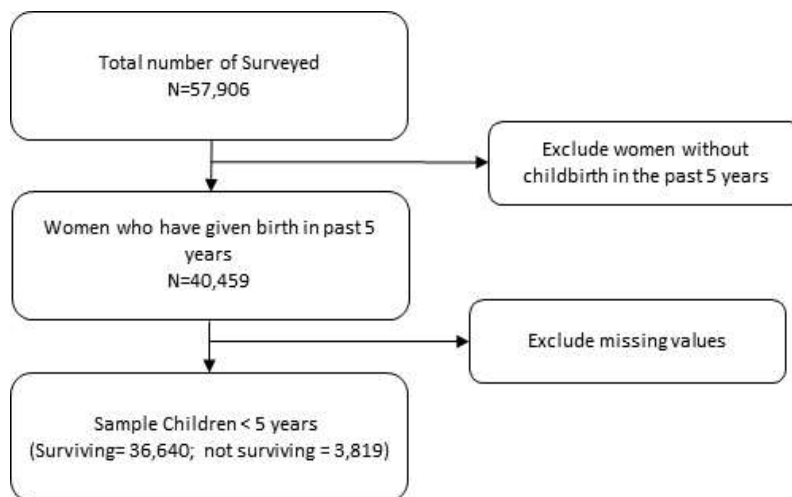 Total number of Surveyed
N=57,906
Exclude women without
childbirth in the past 5 years
Women who have given birth in past 5
years
N=40,459
Exclude missing values
Sample Children < 5 years
(Surviving= 36,640;  not surviving = 3,819)